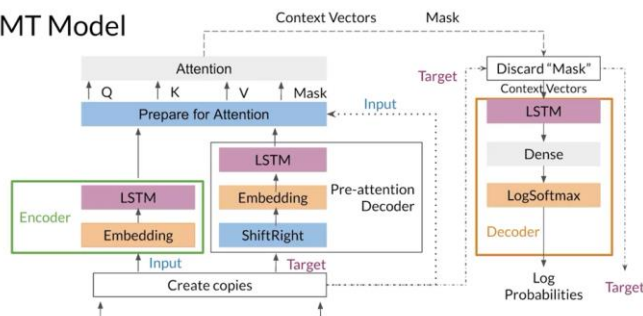 MT Model
Context Vectors Mask
Attention
Q K V Mask
Prepare for Attention
Input
Target
Discard "Mask"
Context Vectors
LSTM
Dense
LogSoftmax
Decoder
Log
Probabilities
Target
LSTM
Embedding
ShiftRight
Pre-attention
Decoder
Encoder
LSTM
Embedding
Input
Target
Create copies